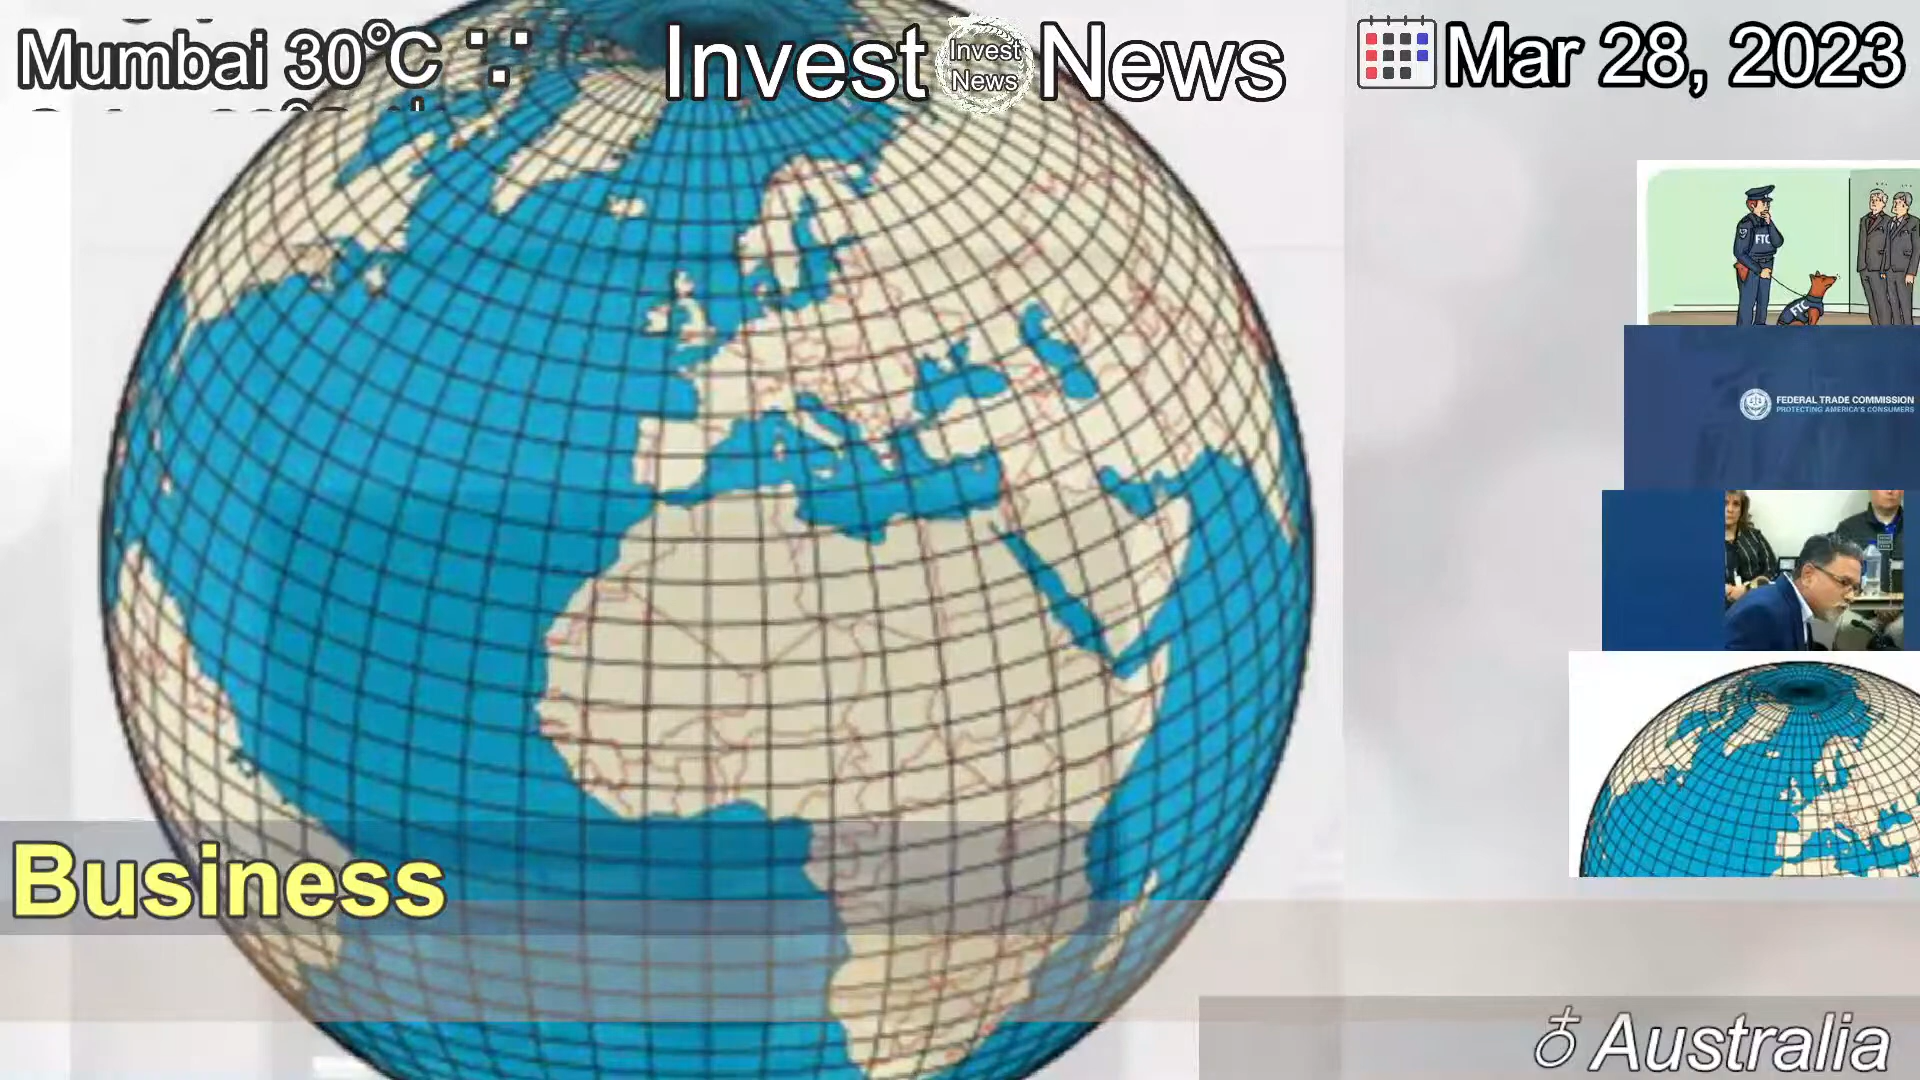 Mumbai 30°C
Invest
Invest
News
News
Mar 28, 2023
FTC
FTC
FEDERAL TRADE COMMISSION
PROTECTING AMERICA'S CONSUMERS
Business
♁ Australia